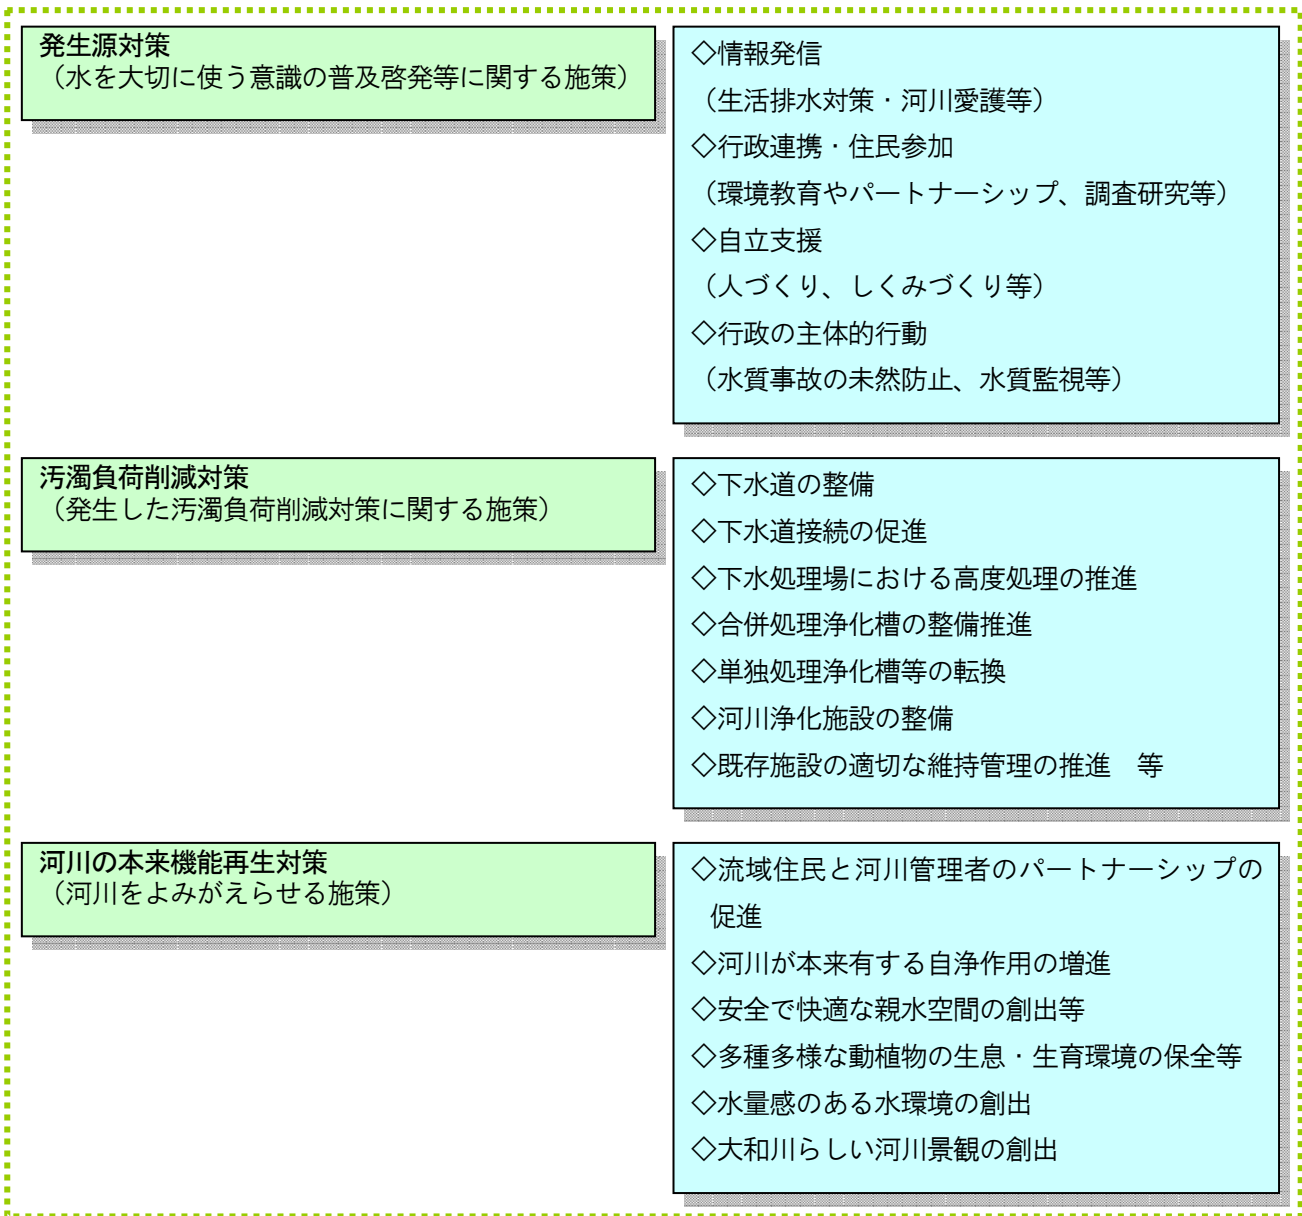 発生源対策
（水を大切に使う意識の普及啓発等に関する施策）
◇情報発信
（生活排水対策・河川愛護等）
◇行政連携・住民参加
（環境教育やパートナーシップ、調査研究等）
◇自立支援
（人づくり、しくみづくり等）
◇行政の主体的行動
（水質事故の未然防止、水質監視等）
汚濁負荷削減対策
（発生した汚濁負荷削減対策に関する施策）
◇下水道の整備
◇下水道接続の促進
◇下水処理場における高度処理の推進
◇合併処理浄化槽の整備推進
◇単独処理浄化槽等の転換
◇河川浄化施設の整備
◇既存施設の適切な維持管理の推進　等
河川の本来機能再生対策
（河川をよみがえらせる施策）
◇流域住民と河川管理者のパートナーシップの
促進
◇河川が本来有する自浄作用の増進
◇安全で快適な親水空間の創出等
◇多種多様な動植物の生息・生育環境の保全等
◇水量感のある水環境の創出
◇大和川らしい河川景観の創出